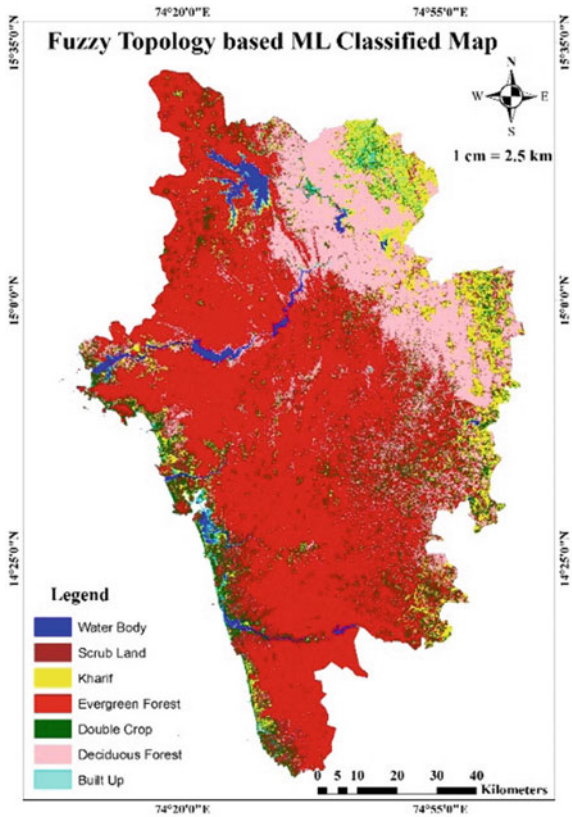 74°20'0"E 74°55'0"E
15°35'0"N 15°35'0"N
Fuzzy Topology based ML Classified Map
N
W E
S
1 cm = 2.5 km
15°0'0"N 15°0'0"N
14°25'0"N 14°25'0"N
Legend
Water Body
Scrub Land
Kharif
Evergreen Forest
Double Crop
Deciduous Forest
Built Up
0 5 10 20 30 40
Kilometers
74°20'0"E 74°55'0"E